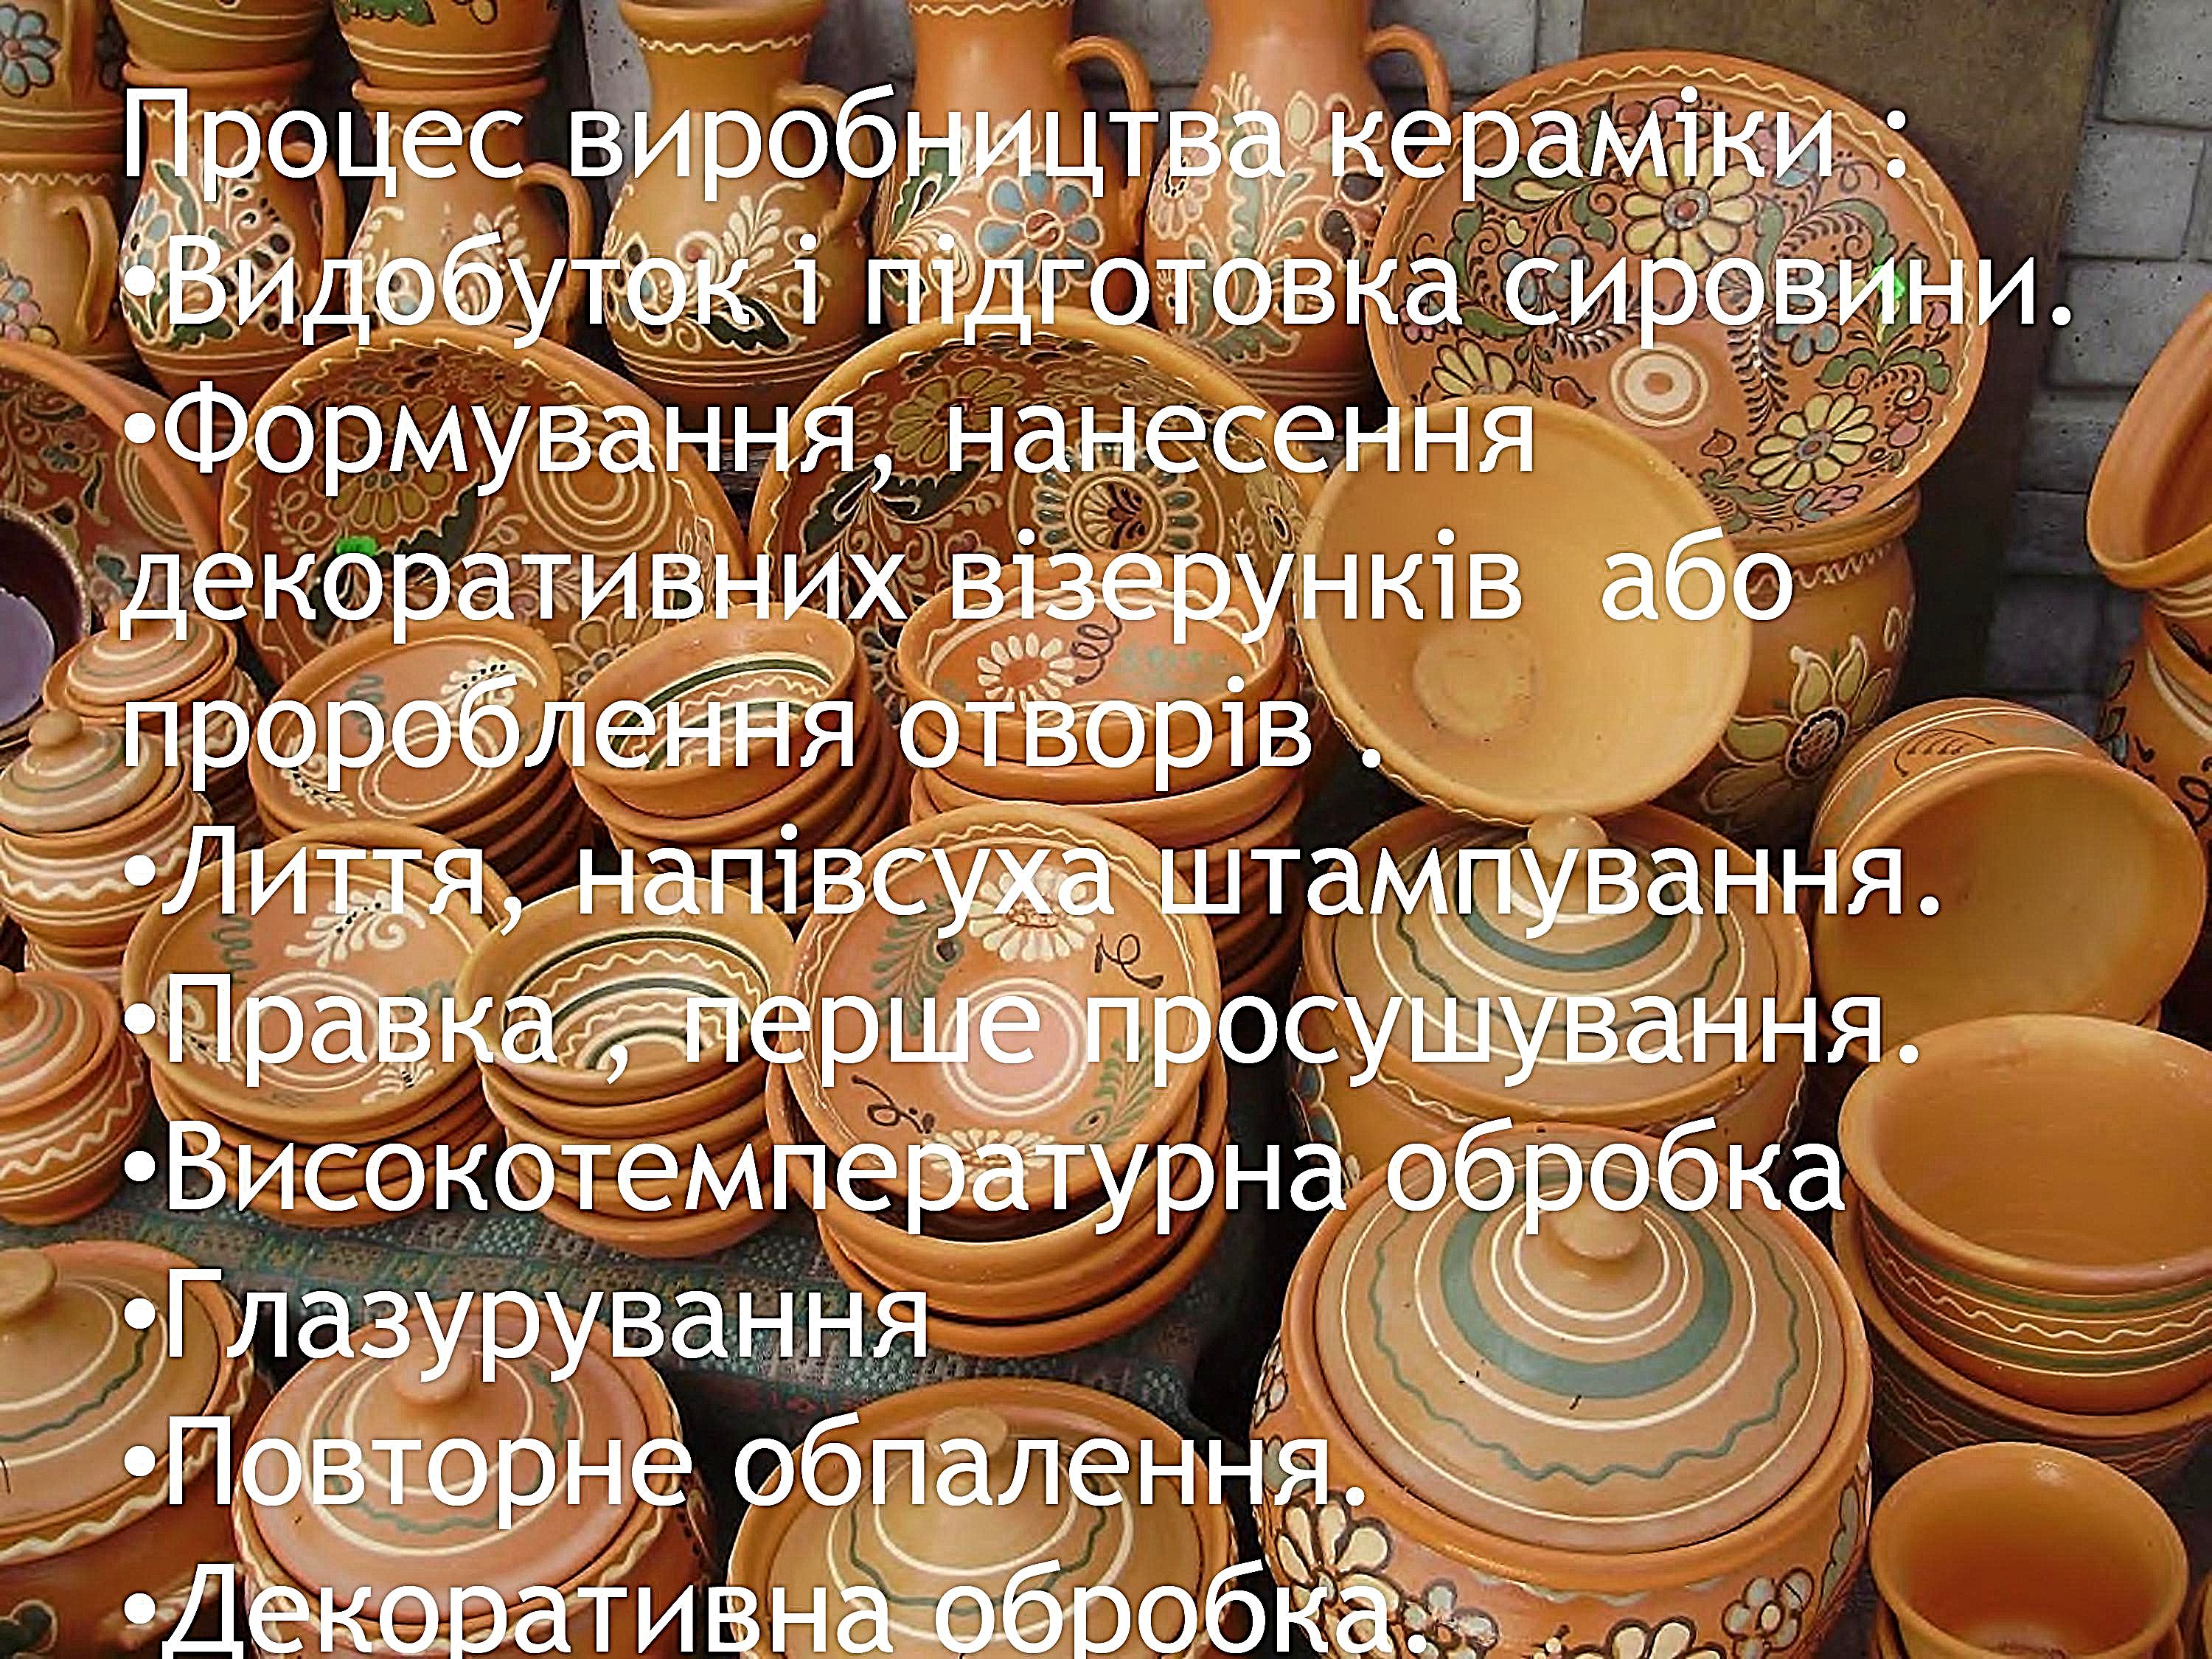 Процес виробництва кераміки :
•Видобуток і підготовка сировини.
•Формування, нанесення
декоративних візерунків  або
пророблення отворів .
•Лиття, напівсуха штампування.
•Правка , перше просушування.
•Високотемпературна обробка
•Глазурування
•Повторне обпалення.
•Декоративна обробка.